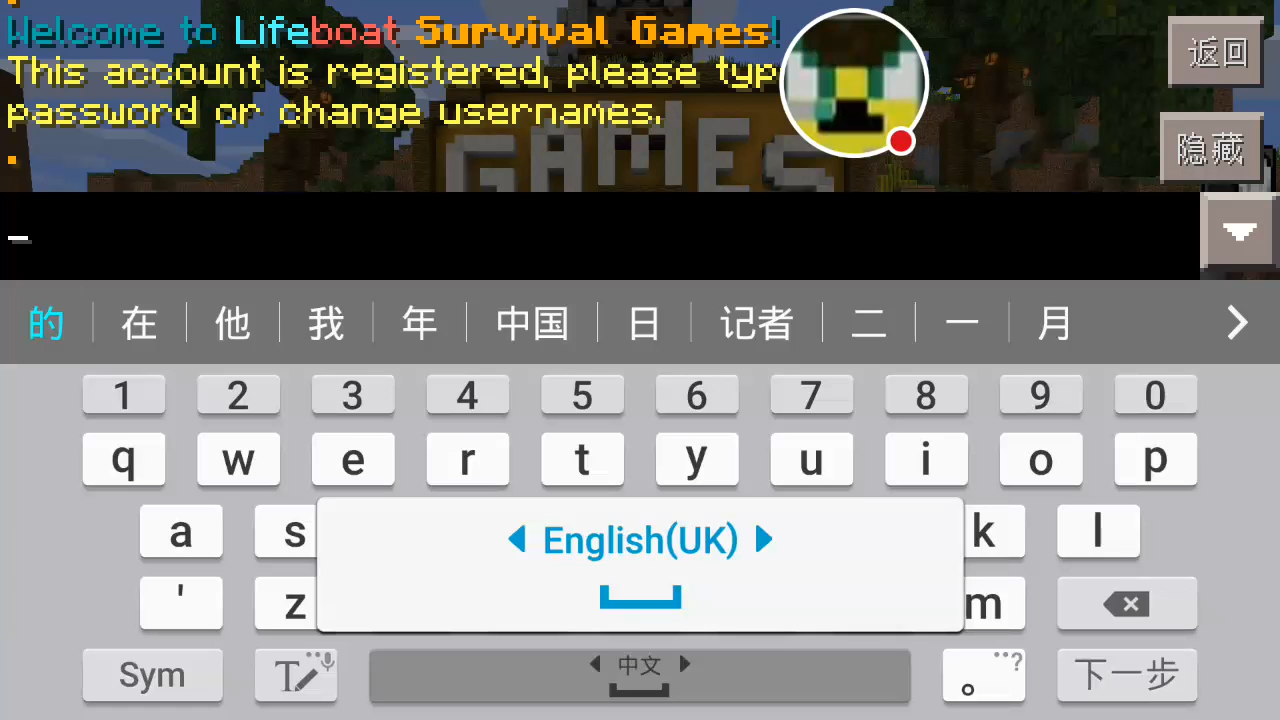 Welcome to Lifeboat Survival Games!
This account is registered, please typ
password or change usernames.
GAMES
返回
隐藏
的 在 他 我 年 中国 日 记者 二 一 月
1 2 3 4 5 6 7 8 9 0
q w e r t y u i o p
a s k l
English(UK)
' z m
Sym 中文 。 ? 下一步